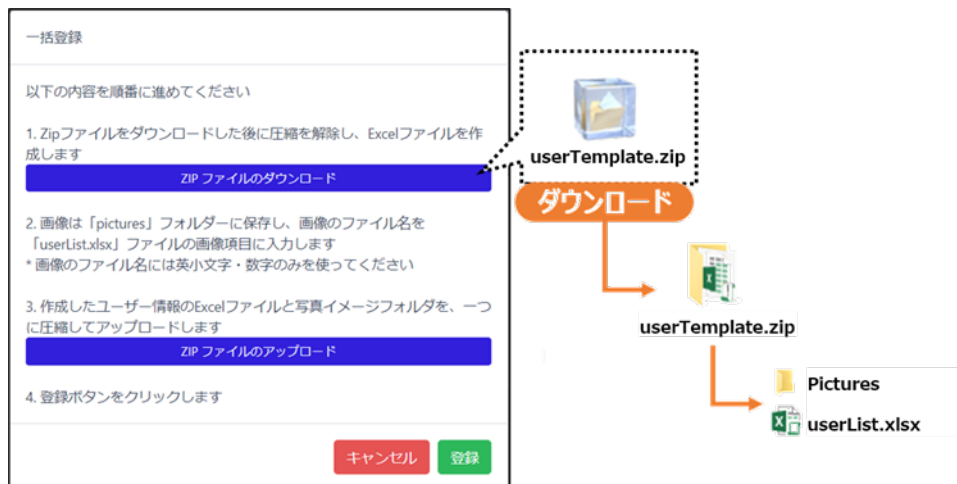 一括登録
以下の内容を順番に進めてください
1. Zipファイルをダウンロードした後に圧縮を解除し、Excelファイルを作
成します
ZIP ファイルのダウンロード
2. 画像は「pictures」フォルダーに保存し、画像のファイル名を
「userList.xlsx」ファイルの画像項目に入力します
* 画像のファイル名には英小文字・数字のみを使ってください
3. 作成したユーザー情報のExcelファイルと写真イメージフォルダを、一つ
に圧縮してアップロードします
ZIP ファイルのアップロード
4. 登録ボタンをクリックします
キャンセル
登録
userTemplate.zip
ダウンロード
userTemplate.zip
Pictures
userList.xlsx